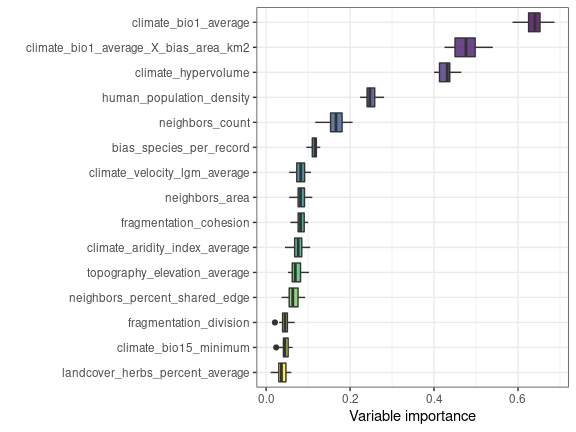 climate_bio1_average
climate_bio1_average_X_bias_area_km2
climate_hypervolume
human_population_density
neighbors_count
bias_species_per_record
climate_velocity_lgm_average
neighbors_area
fragmentation_cohesion
climate_aridity_index_average
topography_elevation_average
neighbors_percent_shared_edge
fragmentation_division
climate_bio15_minimum
landcover_herbs_percent_average
0.0 0.2 0.4 0.6
Variable importance